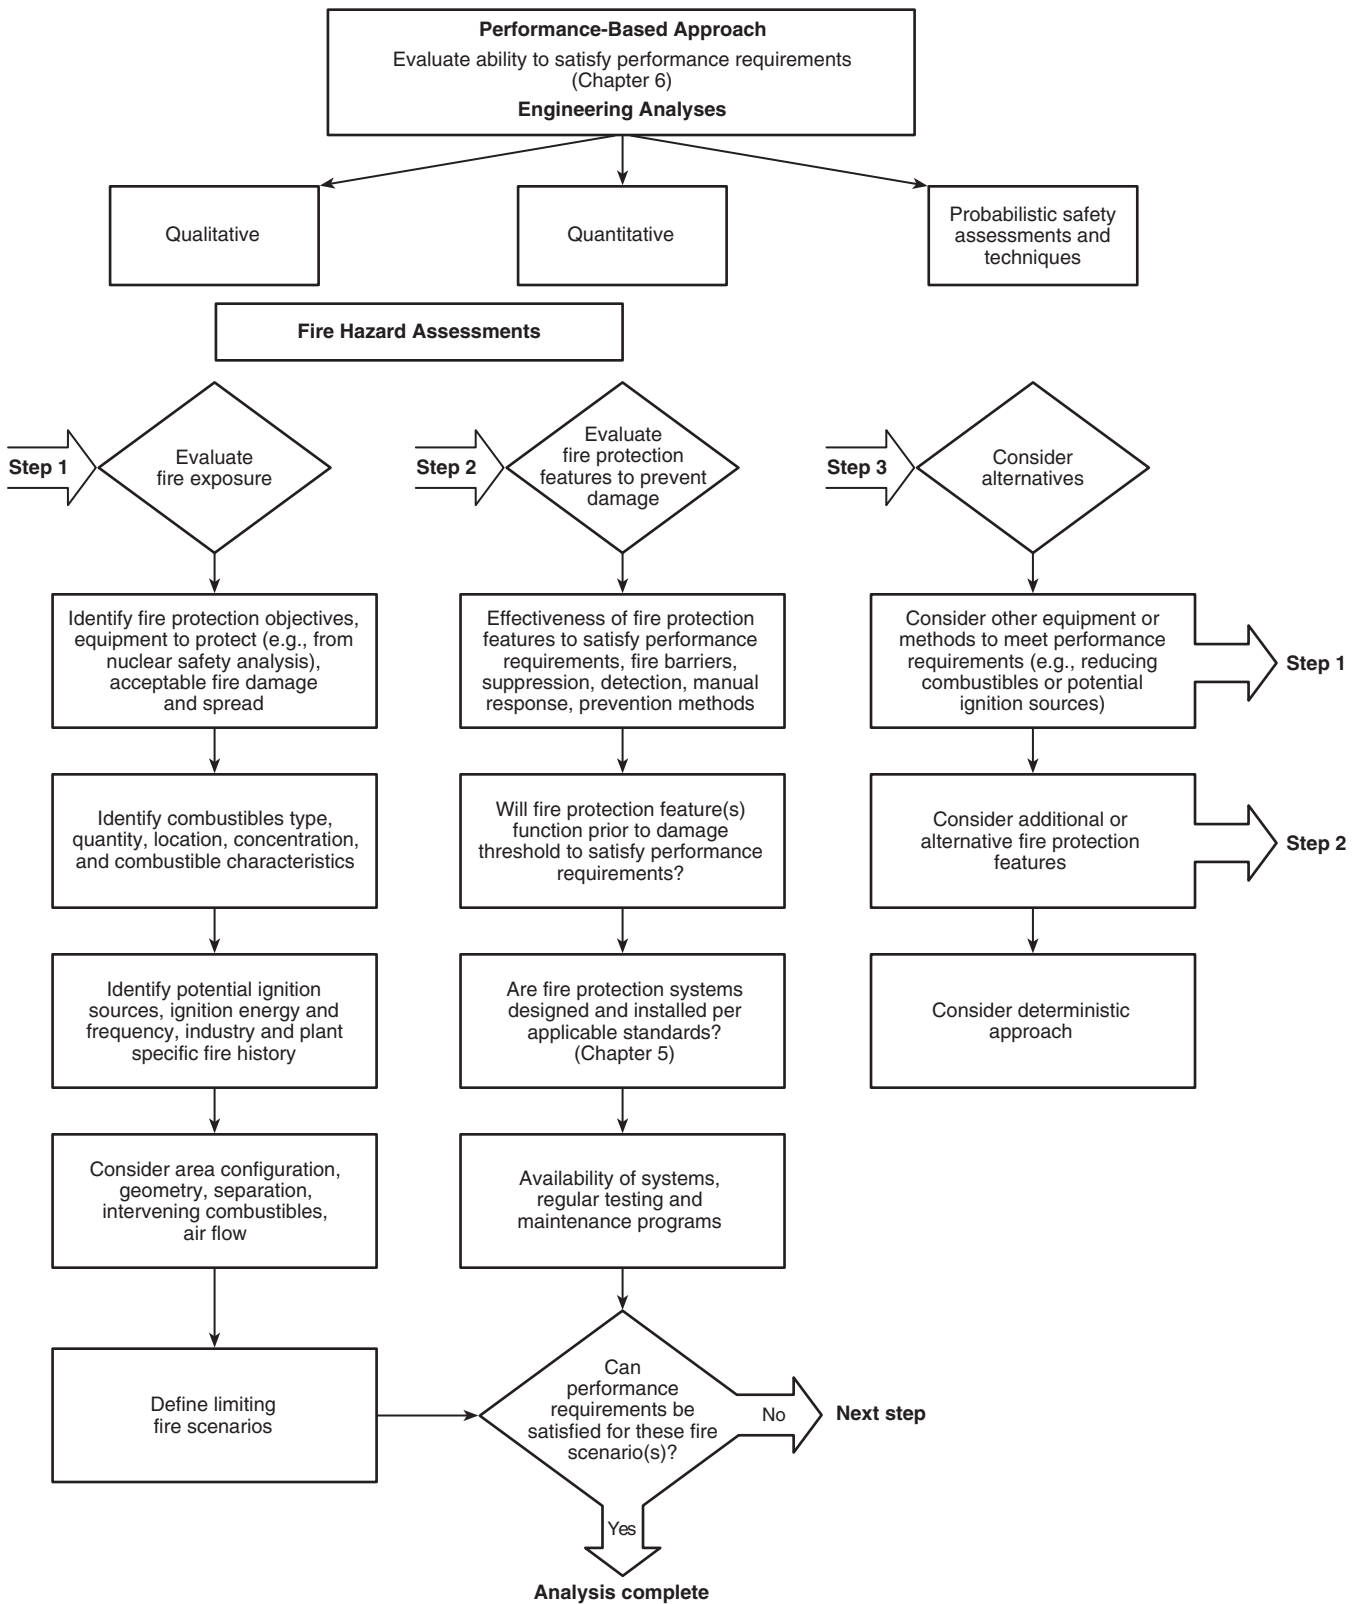 Performance-Based Approach
Evaluate ability to satisfy performance requirements
(Chapter 6)
Engineering Analyses
Qualitative
Quantitative
Probabilistic safety
assessments and
techniques
Fire Hazard Assessments
Step 1
Evaluate
fire exposure
Identify fire protection objectives,
equipment to protect (e.g., from
nuclear safety analysis),
acceptable fire damage
and spread
Identify combustibles type,
quantity, location, concentration,
and combustible characteristics
Identify potential ignition
sources, ignition energy and
frequency, industry and plant
specific fire history
Consider area configuration,
geometry, separation,
intervening combustibles,
air flow
Define limiting
fire scenarios
Step 2
Evaluate
fire protection
features to prevent
damage
Effectiveness of fire protection
features to satisfy performance
requirements, fire barriers,
suppression, detection, manual
response, prevention methods
Will fire protection feature(s)
function prior to damage
threshold to satisfy performance
requirements?
Are fire protection systems
designed and installed per
applicable standards?
(Chapter 5)
Availability of systems,
regular testing and
maintenance programs
Can
performance
requirements be
satisfied for these fire
scenario(s)?
No
Next step
Yes
Analysis complete
Step 3
Consider
alternatives
Consider other equipment or
methods to meet performance
requirements (e.g., reducing
combustibles or potential
ignition sources)
Step 1
Consider additional or
alternative fire protection
features
Step 2
Consider deterministic
approach